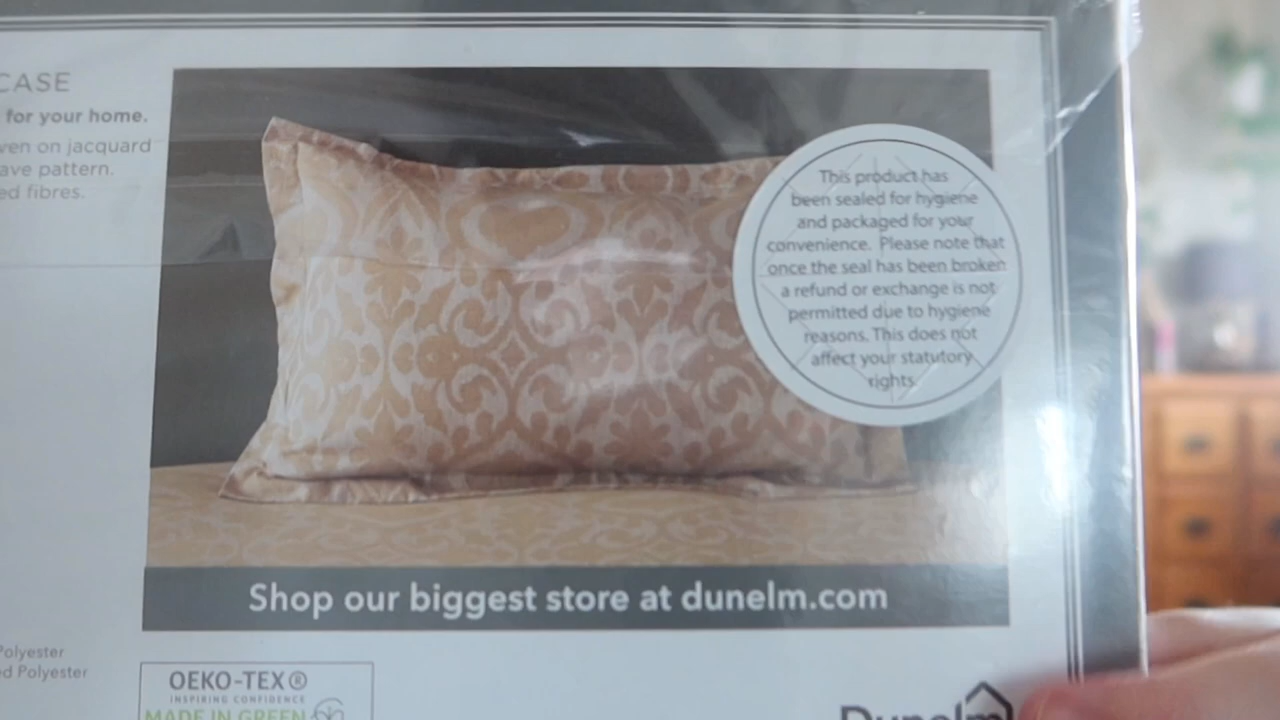 CASE
for your home.
ven on jacquard
ave pattern.
ed fibres.
This product has
been sealed for hygiene
and packaged for your
convenience. Please note that
once the seal has been broken
a refund or exchange is not
permitted due to hygiene
reasons. This does not
affect your statutory
rights.
Shop our biggest store at dunelm.com
Polyester
ed Polyester
OEKO-TEX®
INSPIRING CONFIDENCE
MADE IN GREEN
Dunelm